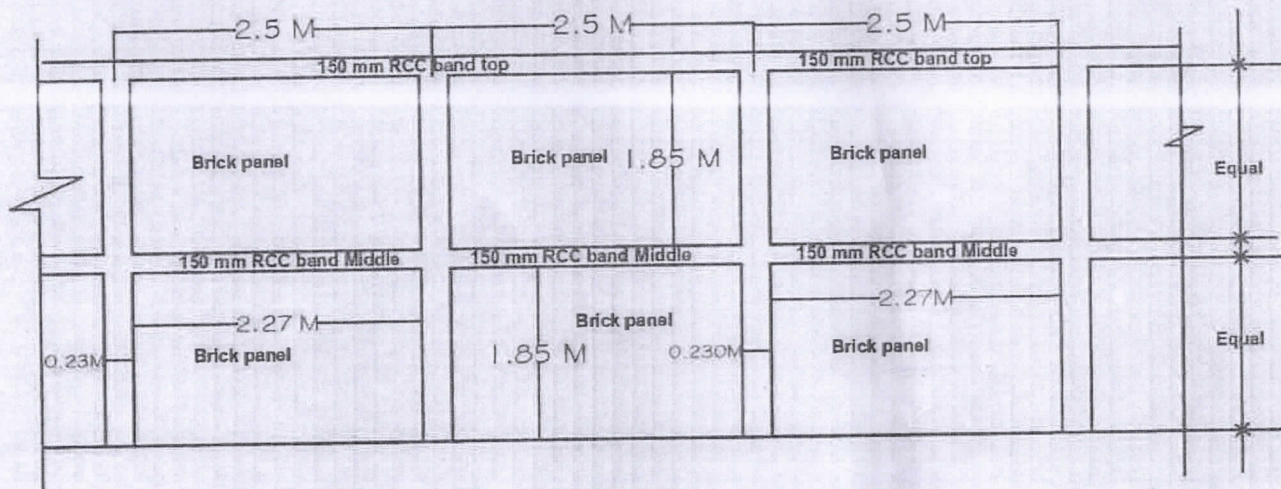 2.5 M 2.5 M 2.5 M
150 mm RCC band top 150 mm RCC band top
Brick panel Brick panel 1.85 M Brick panel Equal
150 mm RCC band Middle 150 mm RCC band Middle 150 mm RCC band Middle
2.27M
2.27M Brick panel
0.23M Brick panel 1.85 M 0.230M Brick panel Equal